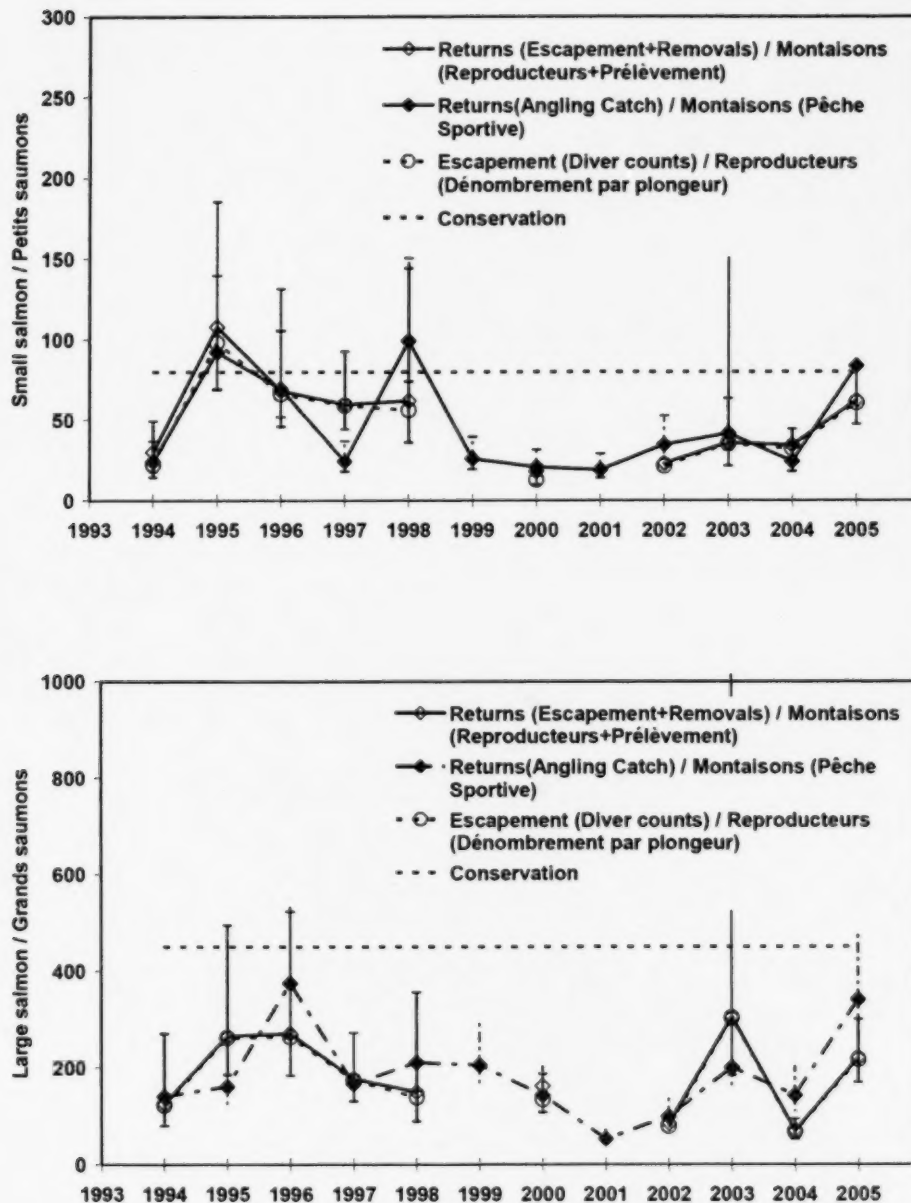 300
250
200
150
100
50
0
Small salmon / Petits saumons
Returns (Escapement+Removals) / Montaisons
(Reproducteurs+Prélèvement)
Returns(Angling Catch) / Montaisons (Pêche
Sportive)
Escapement (Diver counts) / Reproducteurs
(Dénombrement par plongeur)
Conservation
1993 1994 1995 1996 1997 1998 1999 2000 2001 2002 2003 2004 2005
1000
800
600
400
200
0
Large salmon / Grands saumons
Returns (Escapement+Removals) / Montaisons
(Reproducteurs+Prélèvement)
Returns(Angling Catch) / Montaisons (Pêche
Sportive)
Escapement (Diver counts) / Reproducteurs
(Dénombrement par plongeur)
Conservation
1993 1994 1995 1996 1997 1998 1999 2000 2001 2002 2003 2004 2005